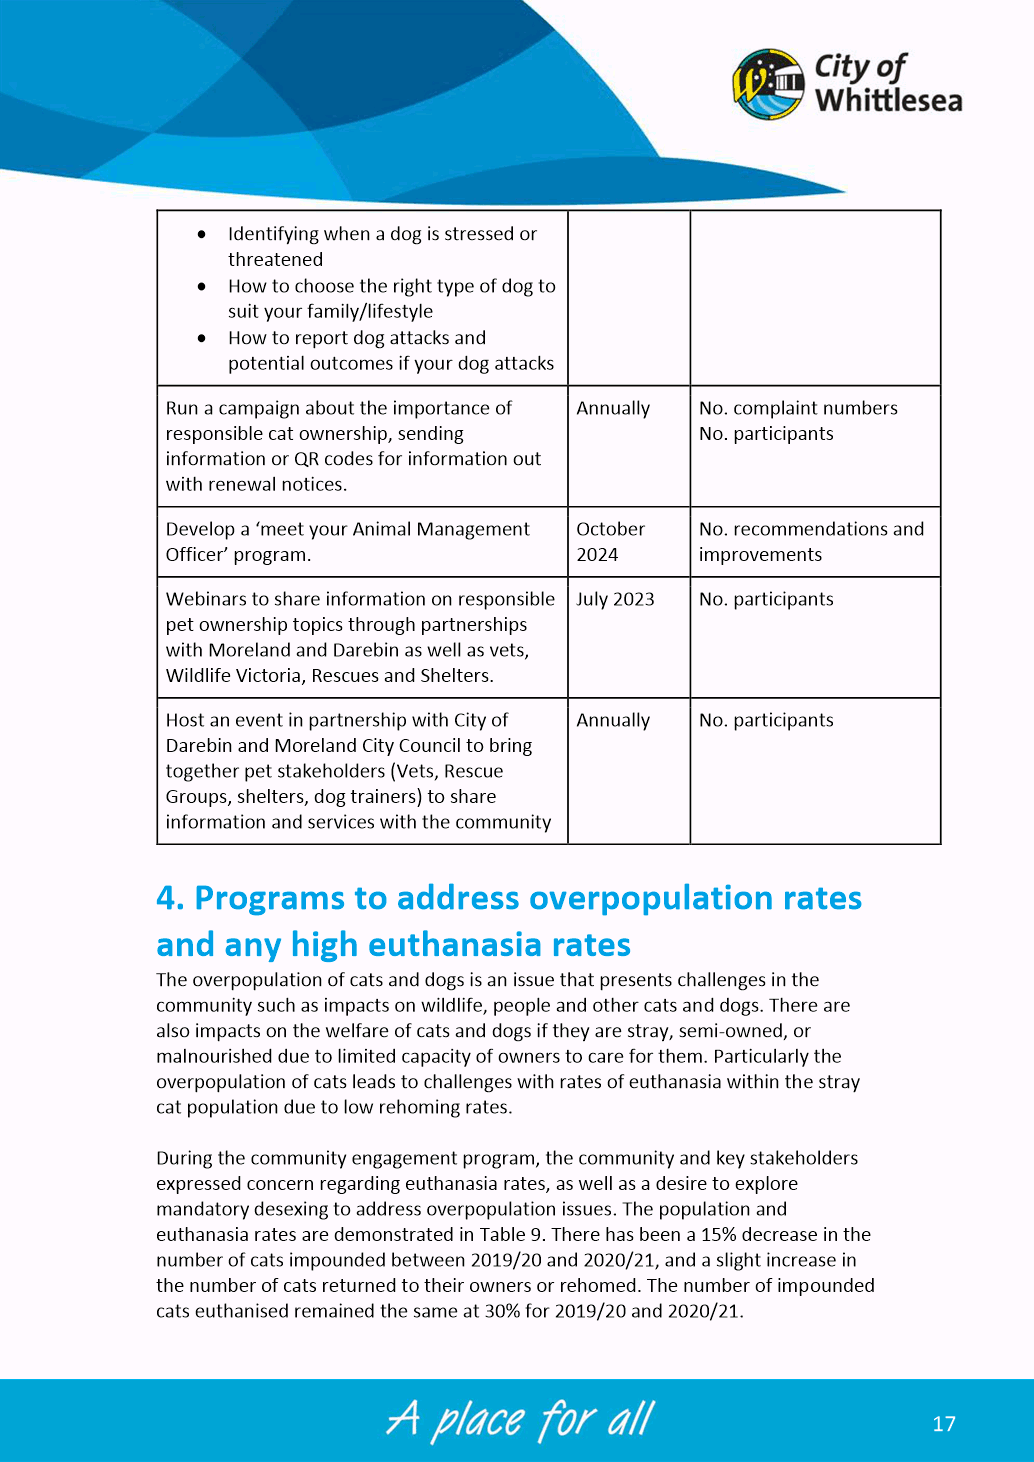 City of
Whittlesea
• Identifying when a dog is stressed or
threatened
• How to choose the right type of dog to
suit your family/lifestyle
• How to report dog attacks and
potential outcomes if your dog attacks
Run a campaign about the importance of
responsible cat ownership, sending
information or QR codes for information out
with renewal notices.
Annually
No. complaint numbers
No. participants
Develop a ‘meet your Animal Management
Officer’ program.
October
2024
No. recommendations and
improvements
Webinars to share information on responsible
pet ownership topics through partnerships
with Moreland and Darebin as well as vets,
Wildlife Victoria, Rescues and Shelters.
July 2023
No. participants
Host an event in partnership with City of
Darebin and Moreland City Council to bring
together pet stakeholders (Vets, Rescue
Groups, shelters, dog trainers) to share
information and services with the community
Annually
No. participants
4. Programs to address overpopulation rates
and any high euthanasia rates
The overpopulation of cats and dogs is an issue that presents challenges in the
community such as impacts on wildlife, people and other cats and dogs. There are
also impacts on the welfare of cats and dogs if they are stray, semi-owned, or
malnourished due to limited capacity of owners to care for them. Particularly the
overpopulation of cats leads to challenges with rates of euthanasia within the stray
cat population due to low rehoming rates.
During the community engagement program, the community and key stakeholders
expressed concern regarding euthanasia rates, as well as a desire to explore
mandatory desexing to address overpopulation issues. The population and
euthanasia rates are demonstrated in Table 9. There has been a 15% decrease in the
number of cats impounded between 2019/20 and 2020/21, and a slight increase in
the number of cats returned to their owners or rehomed. The number of impounded
cats euthanised remained the same at 30% for 2019/20 and 2020/21.
A place for all
17